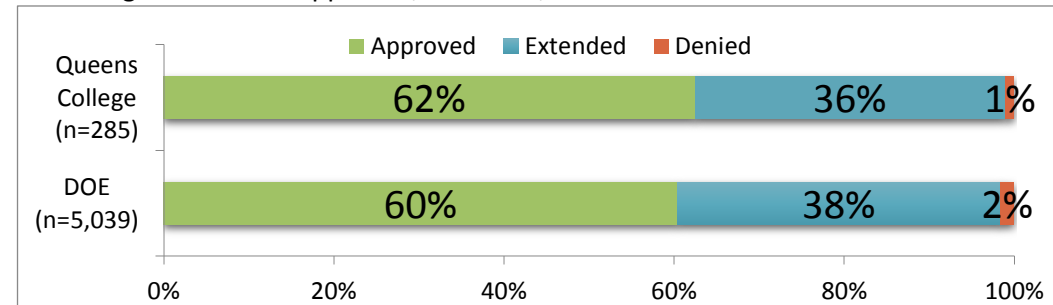 Approved Extended Denied
Queens
College
(n=285)
62% 36% 1%
DOE
(n=5,039)
60% 38% 2%
0% 20% 40% 60% 80% 100%